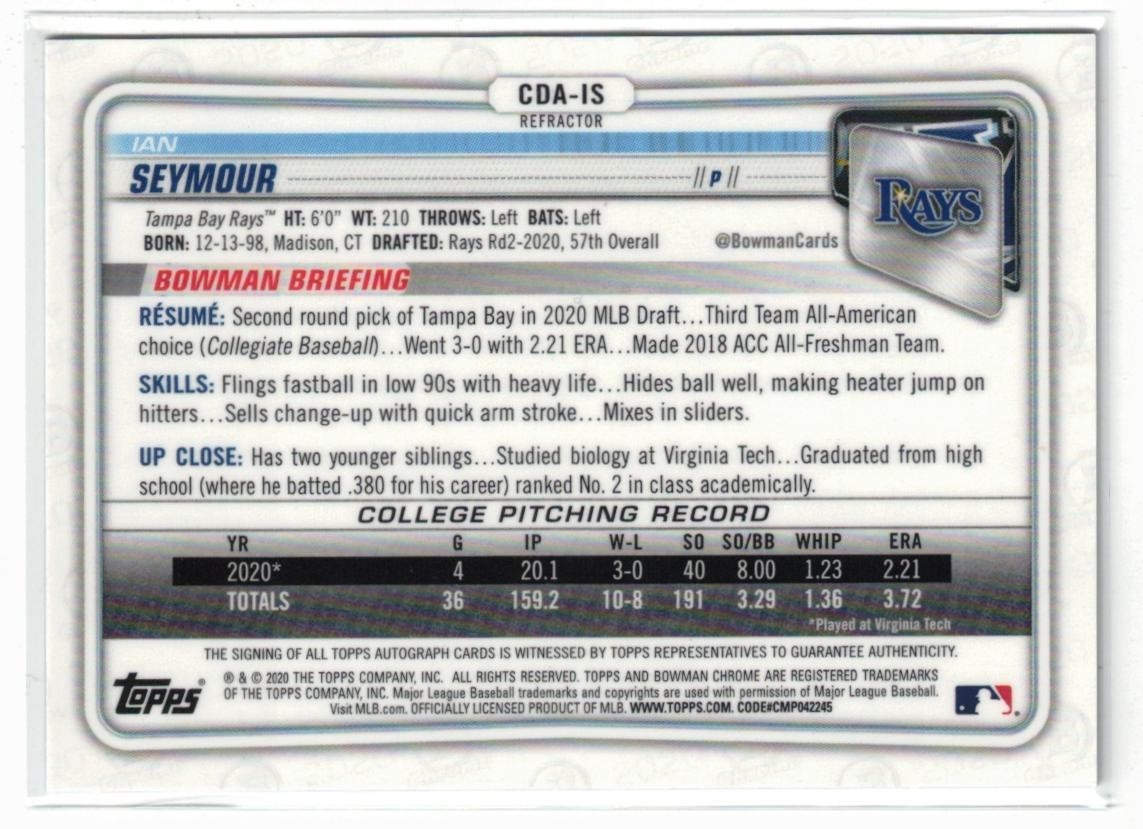 CDA-IS
REFRACTOR
IAN
SEYMOUR // P //
RAYS
Tampa Bay Rays™ HT: 6'0" WT: 210 THROWS: Left BATS: Left
BORN: 12-13-98, Madison, CT DRAFTED: Rays Rd2-2020, 57th Overall @BowmanCards
BOWMAN BRIEFING
RÉSUMÉ: Second round pick of Tampa Bay in 2020 MLB Draft...Third Team All-American
choice (Collegiate Baseball)...Went 3-0 with 2.21 ERA...Made 2018 ACC All-Freshman Team.
SKILLS: Flings fastball in low 90s with heavy life...Hides ball well, making heater jump on
hitters...Sells change-up with quick arm stroke...Mixes in sliders.
UP CLOSE: Has two younger siblings...Studied biology at Virginia Tech...Graduated from high
school (where he batted .380 for his career) ranked No. 2 in class academically.
COLLEGE PITCHING RECORD
YR G IP W-L SO SO/BB WHIP ERA
2020* 4 20.1 3-0 40 8.00 1.23 2.21
TOTALS 36 159.2 10-8 191 3.29 1.36 3.72
*Played at Virginia Tech
THE SIGNING OF ALL TOPPS AUTOGRAPH CARDS IS WITNESSED BY TOPPS REPRESENTATIVES TO GUARANTEE AUTHENTICITY.
topps®
® & © 2020 THE TOPPS COMPANY, INC. ALL RIGHTS RESERVED. TOPPS AND BOWMAN CHROME ARE REGISTERED TRADEMARKS
OF THE TOPPS COMPANY, INC. Major League Baseball trademarks and copyrights are used with permission of Major League Baseball.
Visit MLB.com. OFFICIALLY LICENSED PRODUCT OF MLB. WWW.TOPPS.COM. CODE#CMP042245